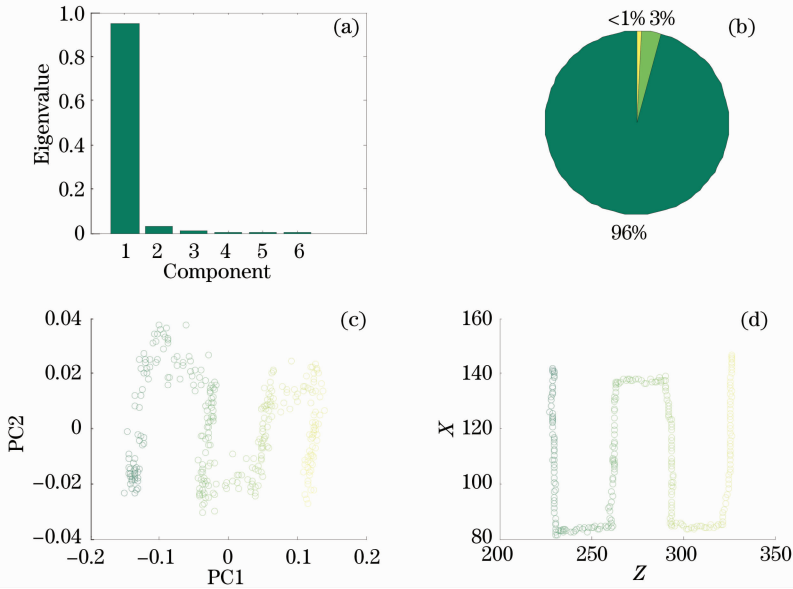 (a)
1.0
0.8
0.6
0.4
0.2
0
Eigenvalue
1 2 3 4 5 6
Component
(b)
<1% 3%
96%
(c)
0.04
0.02
0
−0.02
−0.04
PC2
−0.2 −0.1 0 0.1 0.2
PC1
(d)
160
140
120
100
80
X
200 250 300 350
Z